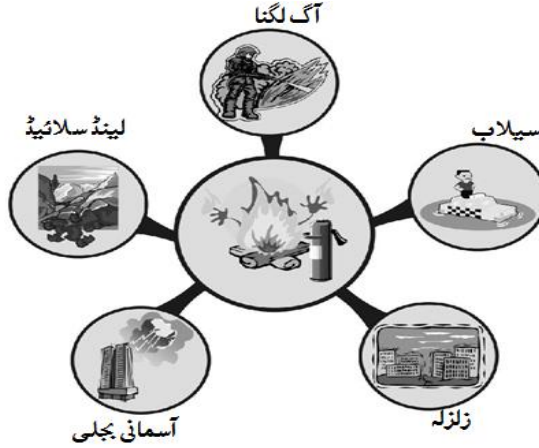 آگ لگنا
سیلاب
لینڈ سلائیڈ
زلزلہ
آسمانی بجلی